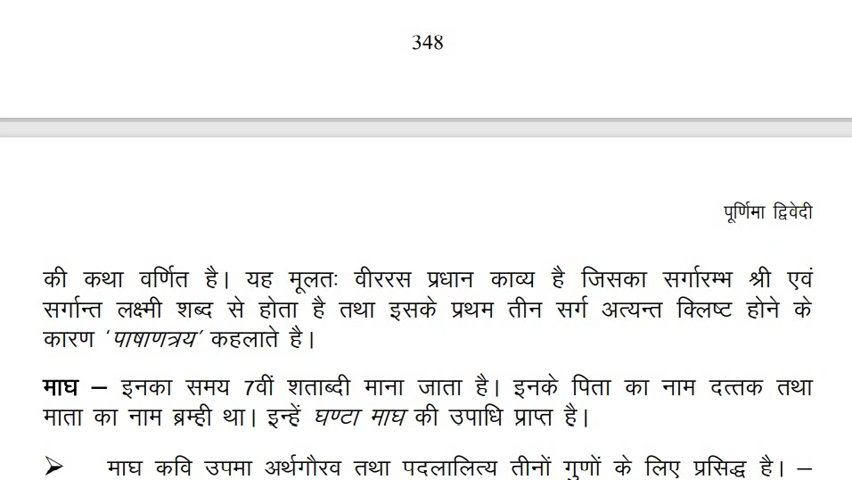 348
पूर्णिमा द्विवेदी
की कथा वर्णित है। यह मूलतः वीररस प्रधान काव्य है जिसका सर्गारम्भ श्री एवं
सर्गान्त लक्ष्मी शब्द से होता है तथा इसके प्रथम तीन सर्ग अत्यन्त क्लिष्ट होने के
कारण 'पाषाणत्रय' कहलाते है।
माघ – इनका समय 7वीं शताब्दी माना जाता है। इनके पिता का नाम दत्तक तथा
माता का नाम ब्रम्ही था। इन्हें घण्टा माघ की उपाधि प्राप्त है।
➢ माघ कवि उपमा अर्थगौरव तथा पदलालित्य तीनों गुणों के लिए प्रसिद्ध है। –